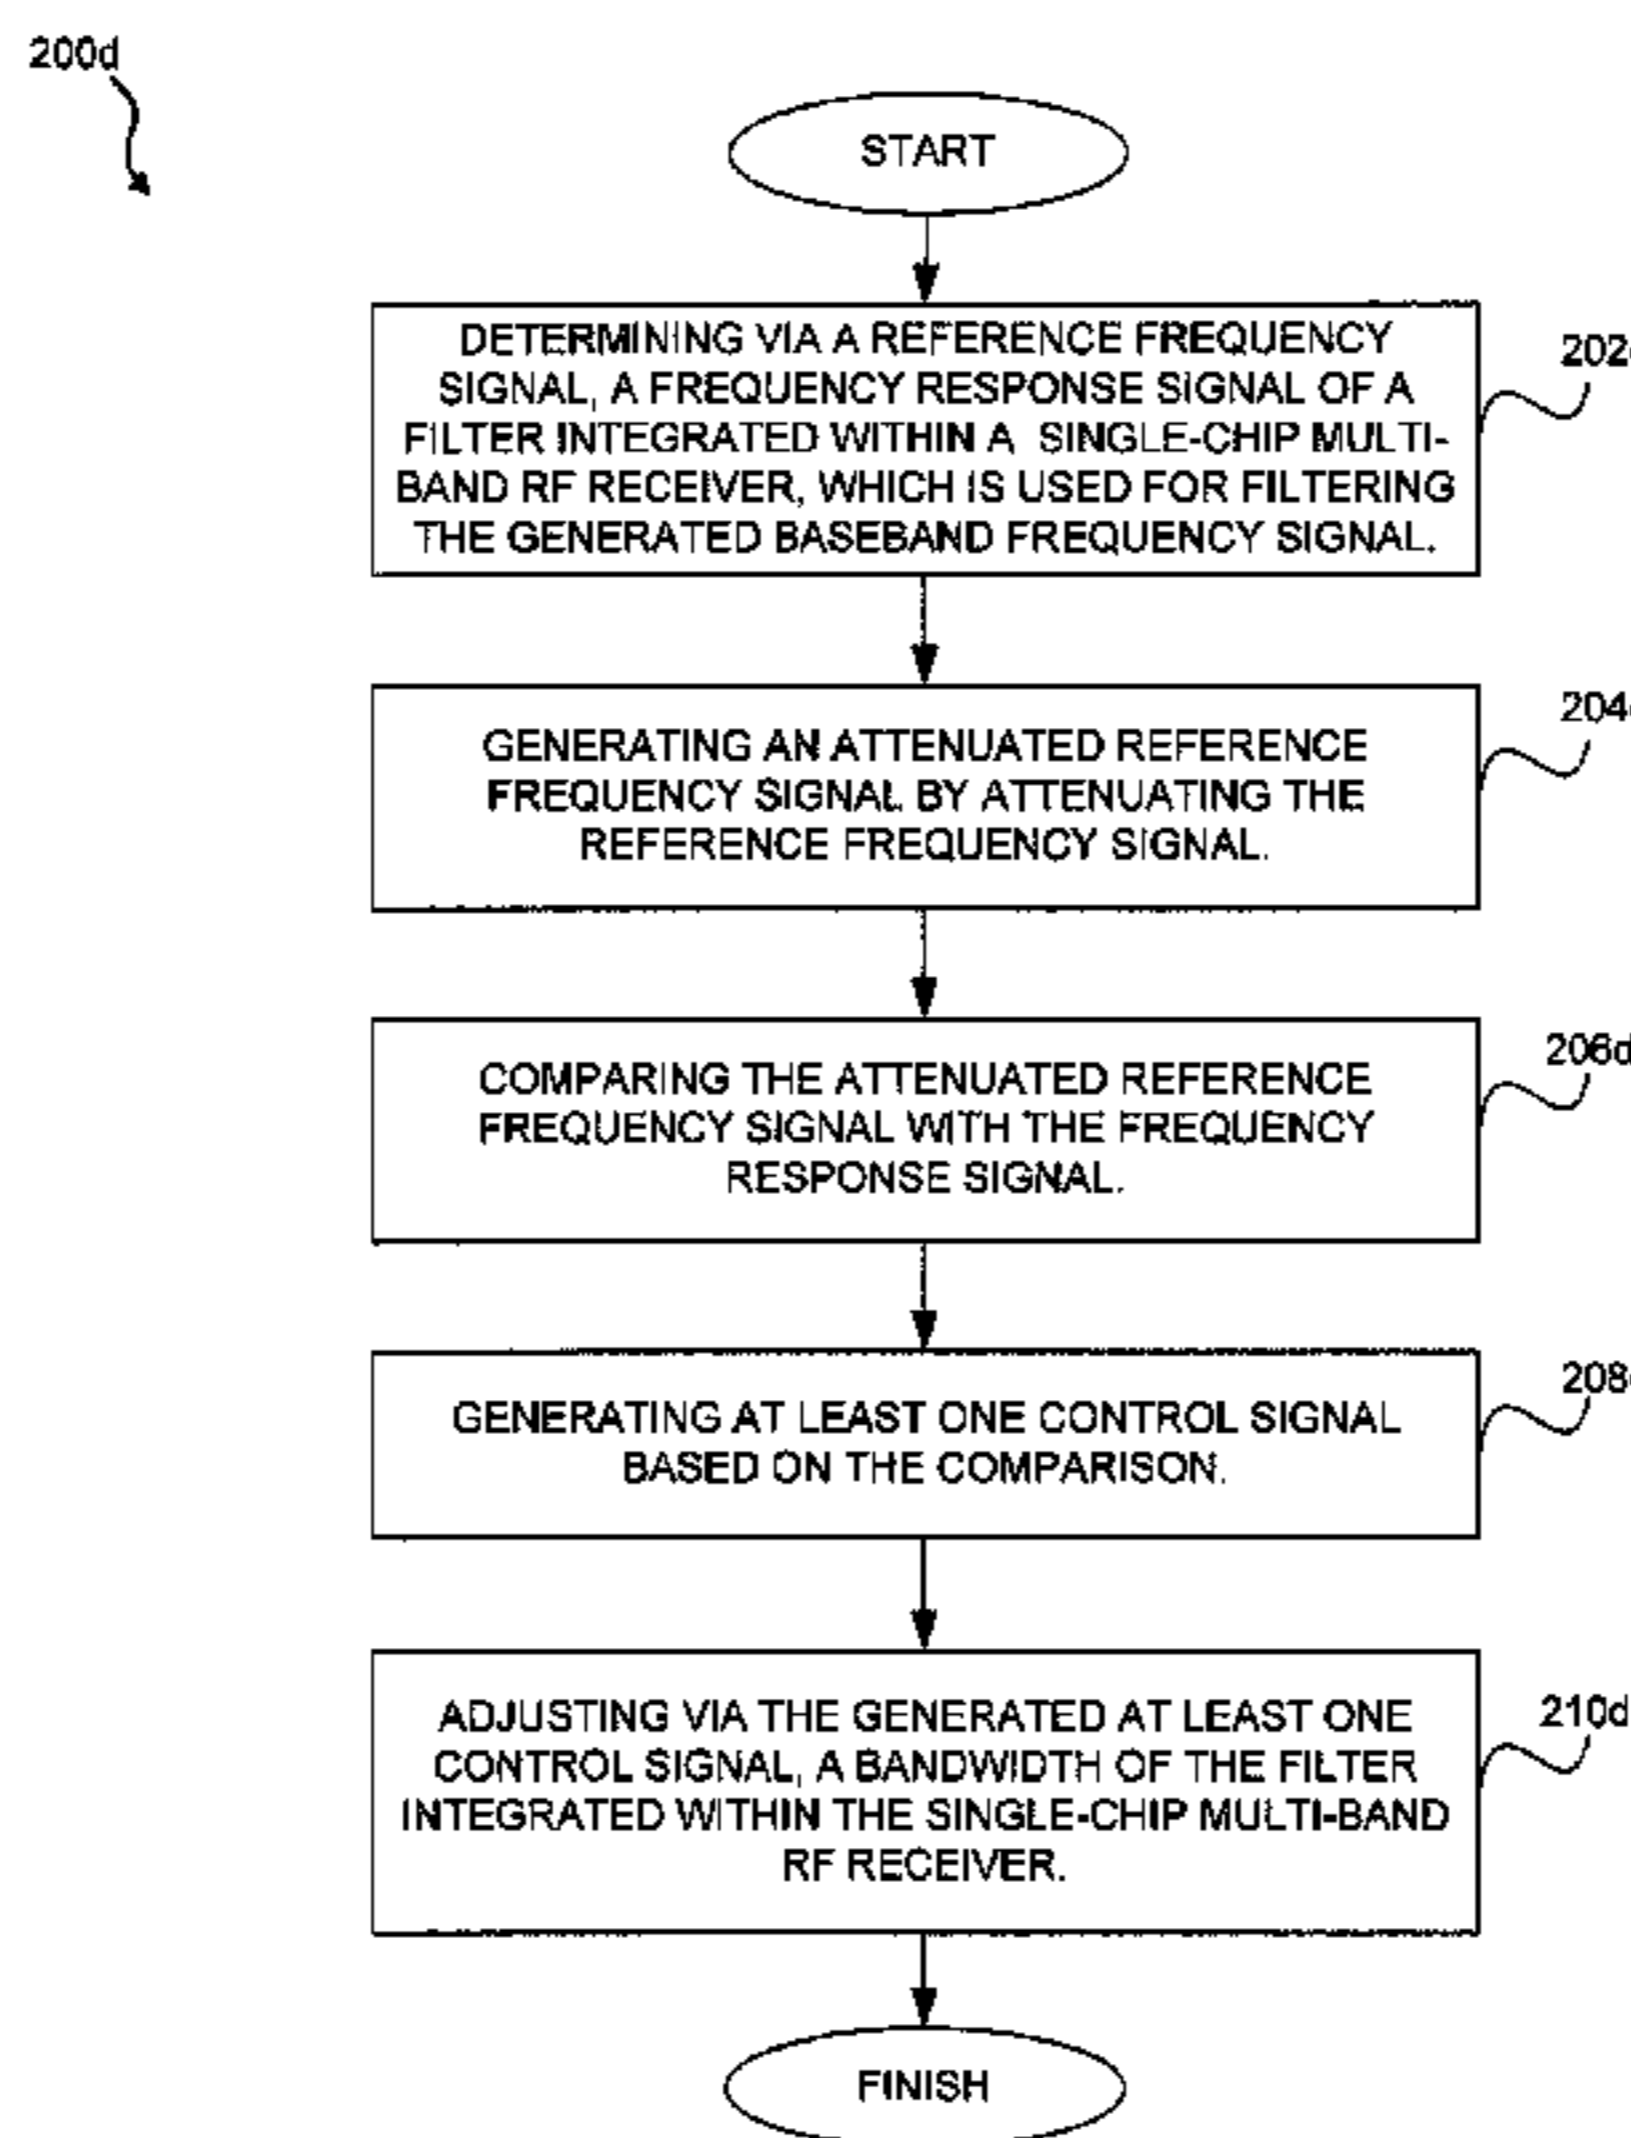 200d
START
DETERMINING VIA A REFERENCE FREQUENCY
SIGNAL, A FREQUENCY RESPONSE SIGNAL OF A
FILTER INTEGRATED WITHIN A SINGLE-CHIP MULTI-
BAND RF RECEIVER, WHICH IS USED FOR FILTERING
THE GENERATED BASEBAND FREQUENCY SIGNAL.
202
GENERATING AN ATTENUATED REFERENCE
FREQUENCY SIGNAL BY ATTENUATING THE
REFERENCE FREQUENCY SIGNAL.
204
COMPARING THE ATTENUATED REFERENCE
FREQUENCY SIGNAL WITH THE FREQUENCY
RESPONSE SIGNAL.
206d
GENERATING AT LEAST ONE CONTROL SIGNAL
BASED ON THE COMPARISON.
208
ADJUSTING VIA THE GENERATED AT LEAST ONE
CONTROL SIGNAL, A BANDWIDTH OF THE FILTER
INTEGRATED WITHIN THE SINGLE-CHIP MULTI-BAND
RF RECEIVER.
210d
FINISH